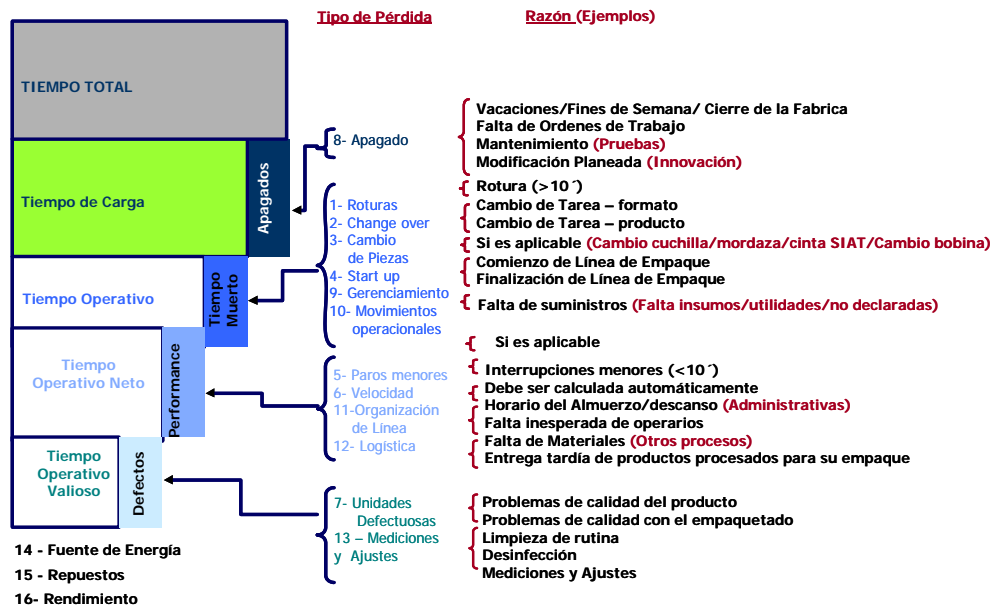 Tipo de Pérdida
Razón (Ejemplos)
TIEMPO TOTAL
Tiempo de Carga
Apagados
Tiempo Operativo
Tiempo
Muerto
Tiempo
Operativo Neto
Performance
Tiempo
Operativo
Valioso
Defectos
14 - Fuente de Energía
15 - Repuestos
16- Rendimiento
8- Apagado
1- Roturas
2- Change over
3- Cambio
de Piezas
4- Start up
9- Gerenciamiento
10- Movimientos
operacionales
5- Paros menores
6- Velocidad
11-Organización
de Línea
12- Logística
7- Unidades
Defectuosas
13 – Mediciones
y Ajustes
Vacaciones/Fines de Semana/ Cierre de la Fabrica
Falta de Ordenes de Trabajo
Mantenimiento (Pruebas)
Modificación Planeada (Innovación)
Rotura (>10´)
Cambio de Tarea – formato
Cambio de Tarea – producto
Si es aplicable (Cambio cuchilla/mordaza/cinta SIAT/Cambio bobina)
Comienzo de Línea de Empaque
Finalización de Línea de Empaque
Falta de suministros (Falta insumos/utilidades/no declaradas)
Si es aplicable
Interrupciones menores (<10´)
Debe ser calculada automáticamente
Horario del Almuerzo/descanso (Administrativas)
Falta inesperada de operarios
Falta de Materiales (Otros procesos)
Entrega tardía de productos procesados para su empaque
Problemas de calidad del producto
Problemas de calidad con el empaquetado
Limpieza de rutina
Desinfección
Mediciones y Ajustes